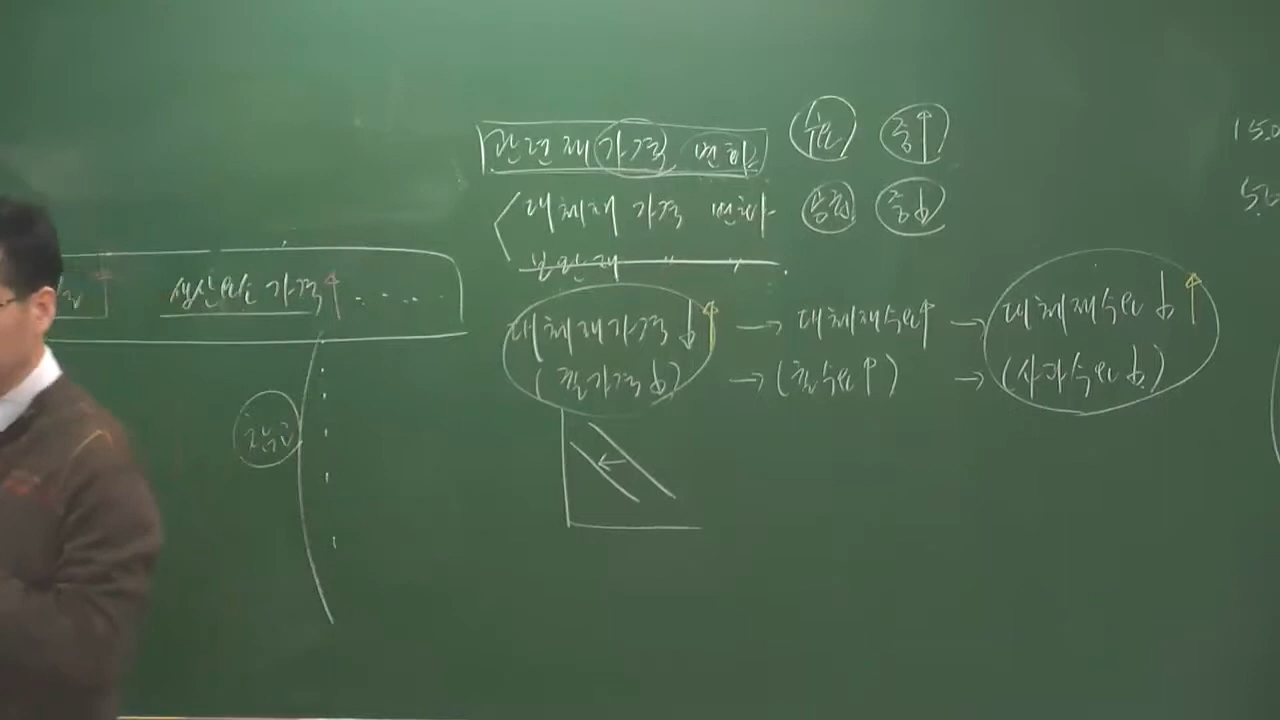 관련재 가격 변화 수요 증↑
대체재 가격 변화 공급 증↓
보완재 〃 〃
생산요소 가격↑ ....
대체재가격↓↑ → 대체재수요↑ → 대체재수요↓↑
(귤가격↓) → (귤수요↑) → (사과수요↓)
150
50